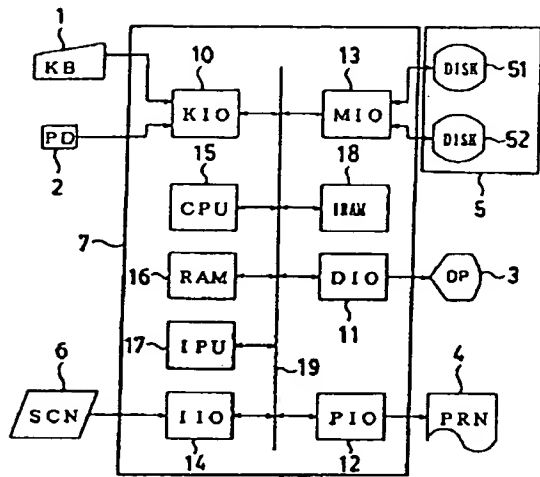 1
KB
10
KIO
13
MIO
DISK
51
DISK
52
5
PD
2
15
CPU
18
IRAM
7
16
RAM
DIO
11
DP
3
17
IPU
19
6
SCN
IIO
14
PIO
12
4
PRN